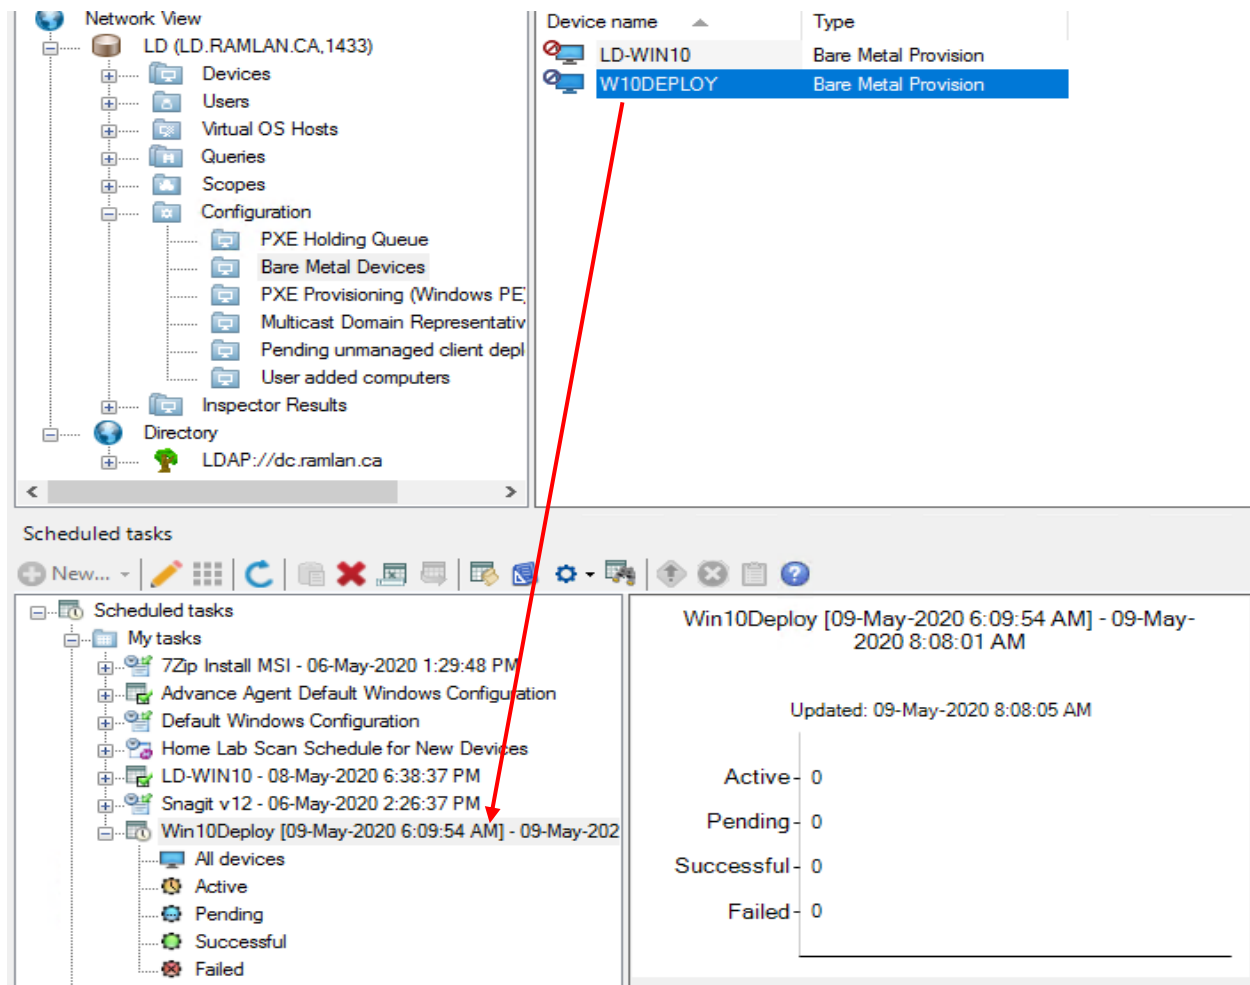 Network View
LD (LD.RAMLAN.CA,1433)
Devices
Users
Virtual OS Hosts
Queries
Scopes
Configuration
PXE Holding Queue
Bare Metal Devices
PXE Provisioning (Windows PE)
Multicast Domain Representativ
Pending unmanaged client depl
User added computers
Inspector Results
Directory
LDAP://dc.ramlan.ca
Device name Type
LD-WIN10 Bare Metal Provision
W10DEPLOY Bare Metal Provision
Scheduled tasks
New...
Scheduled tasks
My tasks
7Zip Install MSI - 06-May-2020 1:29:48 PM
Advance Agent Default Windows Configuration
Default Windows Configuration
Home Lab Scan Schedule for New Devices
LD-WIN10 - 08-May-2020 6:38:37 PM
Snagit v12 - 06-May-2020 2:26:37 PM
Win10Deploy [09-May-2020 6:09:54 AM] - 09-May-202
All devices
Active
Pending
Successful
Failed
Win10Deploy [09-May-2020 6:09:54 AM] - 09-May-
2020 8:08:01 AM
Updated: 09-May-2020 8:08:05 AM
Active 0
Pending 0
Successful 0
Failed 0